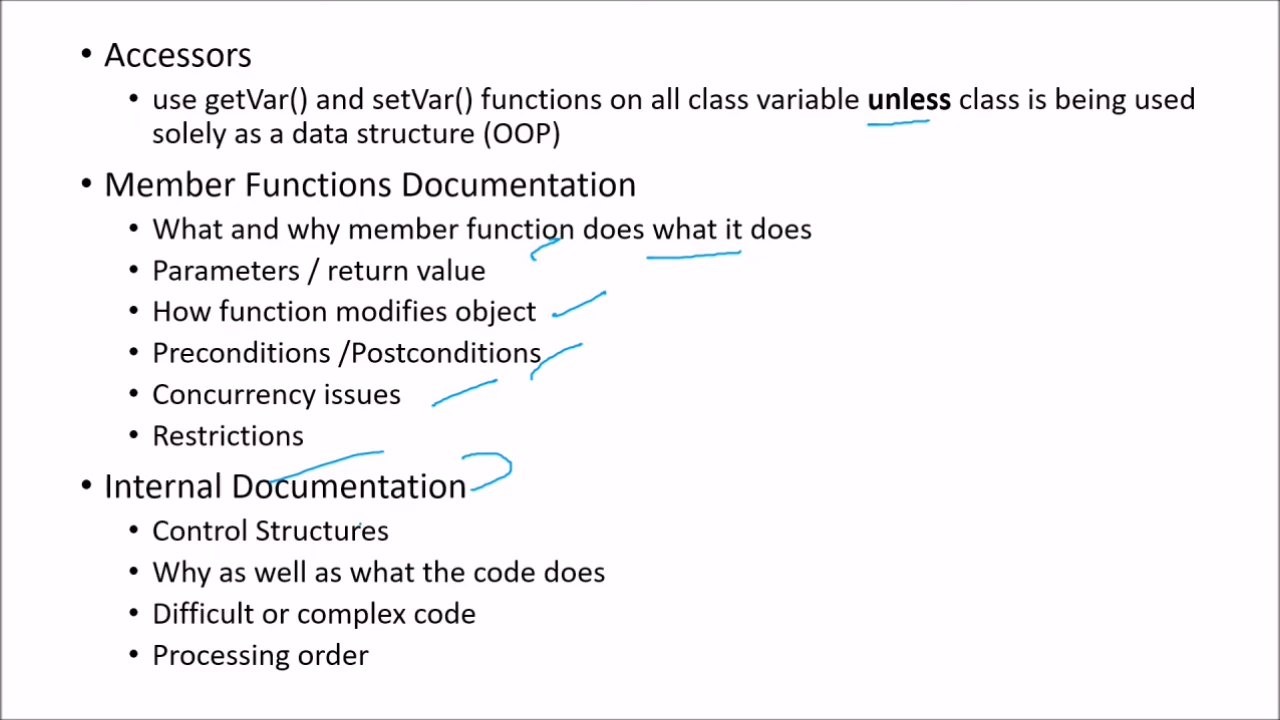 • Accessors
• use getVar() and setVar() functions on all class variable unless class is being used
solely as a data structure (OOP)
• Member Functions Documentation
• What and why member function does what it does
• Parameters / return value
• How function modifies object
• Preconditions /Postconditions
• Concurrency issues
• Restrictions
• Internal Documentation
• Control Structures
• Why as well as what the code does
• Difficult or complex code
• Processing order